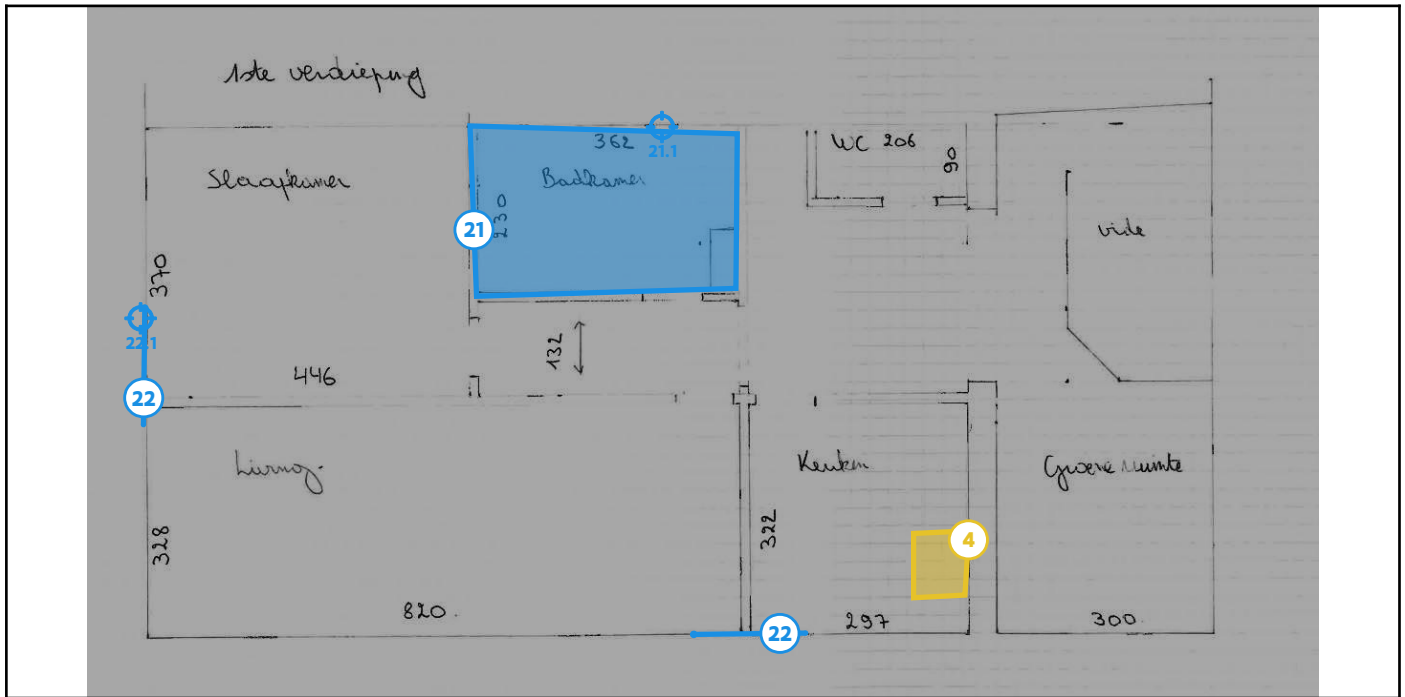 1ste verdieping
362
21.1
WC 206
90
Slaapkamer
Badkamer
230
21
vide
370
22.1
132
446
22
Living
Keuken
Groene ruimte
328
322
4
820
22
297
300